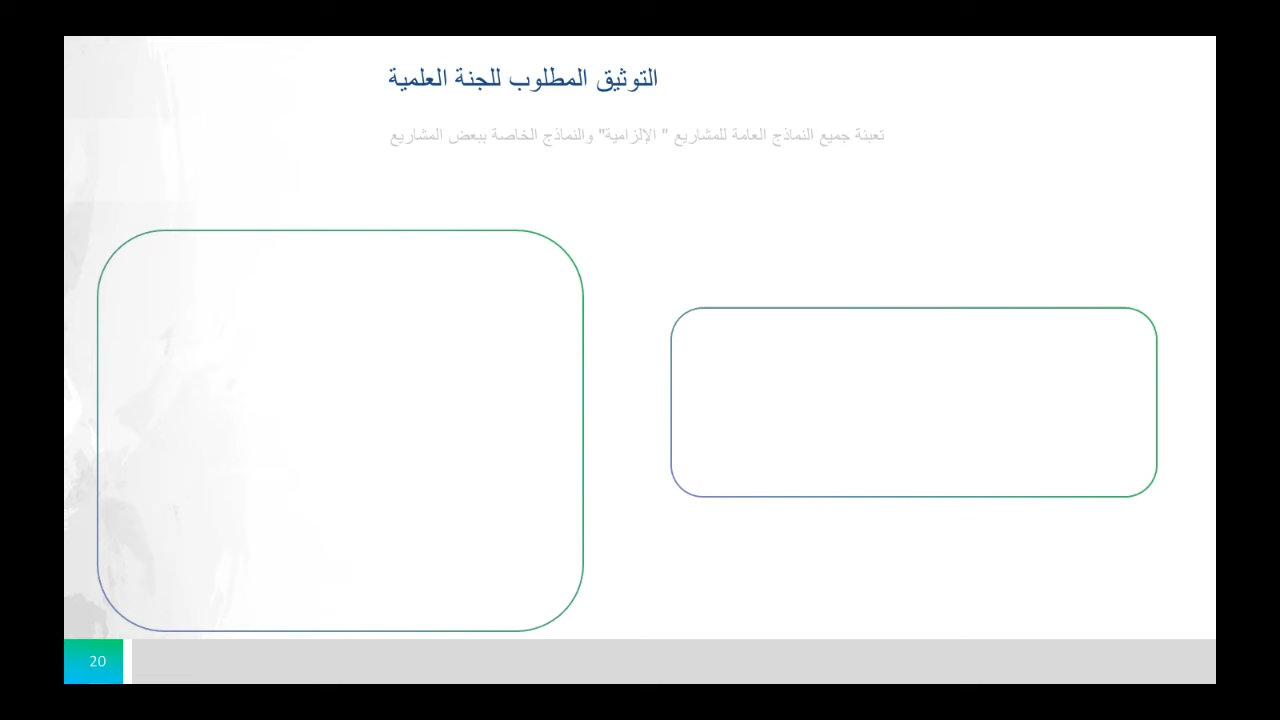 التوثيق المطلوب للجنة العلمية
تعبئة جميع النماذج العامة للمشاريع " الإلزامية" والنماذج الخاصة ببعض المشاريع
20